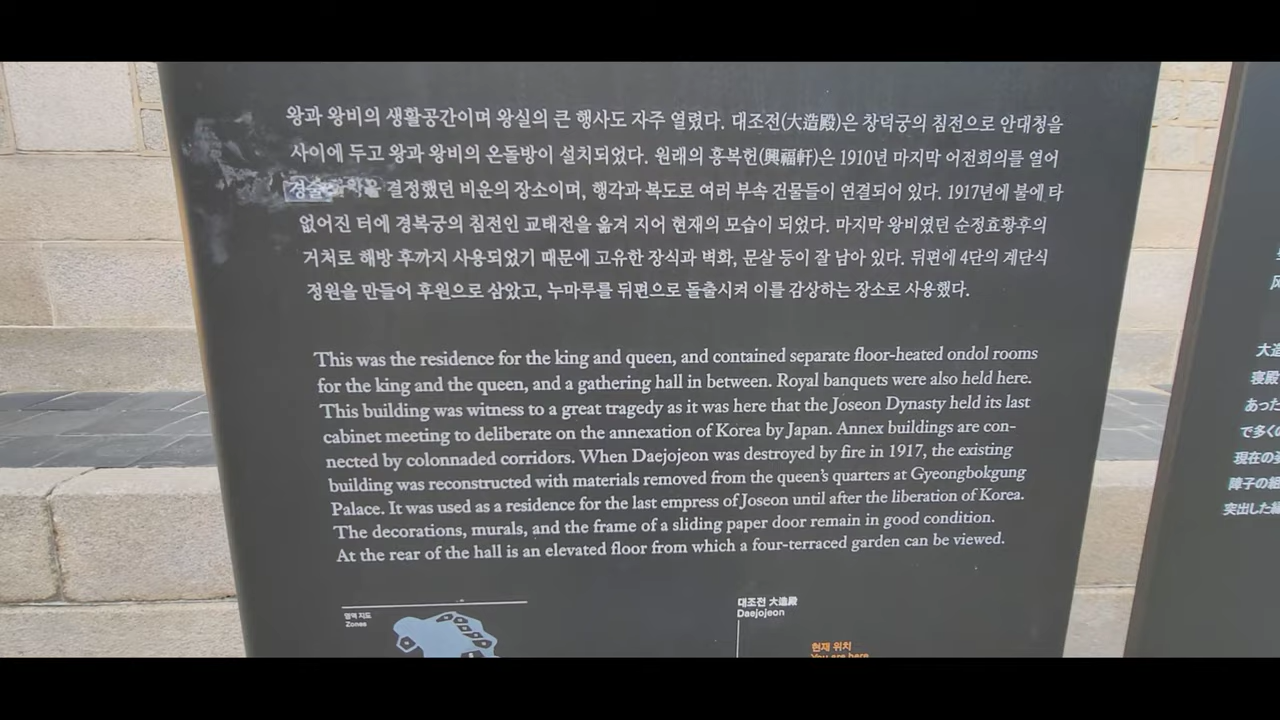 왕과 왕비의 생활공간이며 왕실의 큰 행사도 자주 열렸다. 대조전(大造殿)은 창덕궁의 침전으로 안대청을
사이에 두고 왕과 왕비의 온돌방이 설치되었다. 원래의 흥복헌(興福軒)은 1910년 마지막 어전회의를 열어
경술 결정했던 비운의 장소이며, 행각과 복도로 여러 부속 건물들이 연결되어 있다. 1917년에 불에 타
없어진 터에 경복궁의 침전인 교태전을 옮겨 지어 현재의 모습이 되었다. 마지막 왕비였던 순정효황후의
거처로 해방 후까지 사용되었기 때문에 고유한 장식과 벽화, 문살 등이 잘 남아 있다. 뒤편에 4단의 계단식
정원을 만들어 후원으로 삼았고, 누마루를 뒤편으로 돌출시켜 이를 감상하는 장소로 사용했다.
This was the residence for the king and queen, and contained separate floor-heated ondol rooms
for the king and the queen, and a gathering hall in between. Royal banquets were also held here.
This building was witness to a great tragedy as it was here that the Joseon Dynasty held its last
cabinet meeting to deliberate on the annexation of Korea by Japan. Annex buildings are con-
nected by colonnaded corridors. When Daejojeon was destroyed by fire in 1917, the existing
building was reconstructed with materials removed from the queen's quarters at Gyeongbokgung
Palace. It was used as a residence for the last empress of Joseon until after the liberation of Korea.
The decorations, murals, and the frame of a sliding paper door remain in good condition.
At the rear of the hall is an elevated floor from which a four-terraced garden can be viewed.
권역 지도
Zones
대조전 大造殿
Daejojeon
현재 위치
You are here
大造
寝殿
あった
で多くの
現在の
障子の
突出した